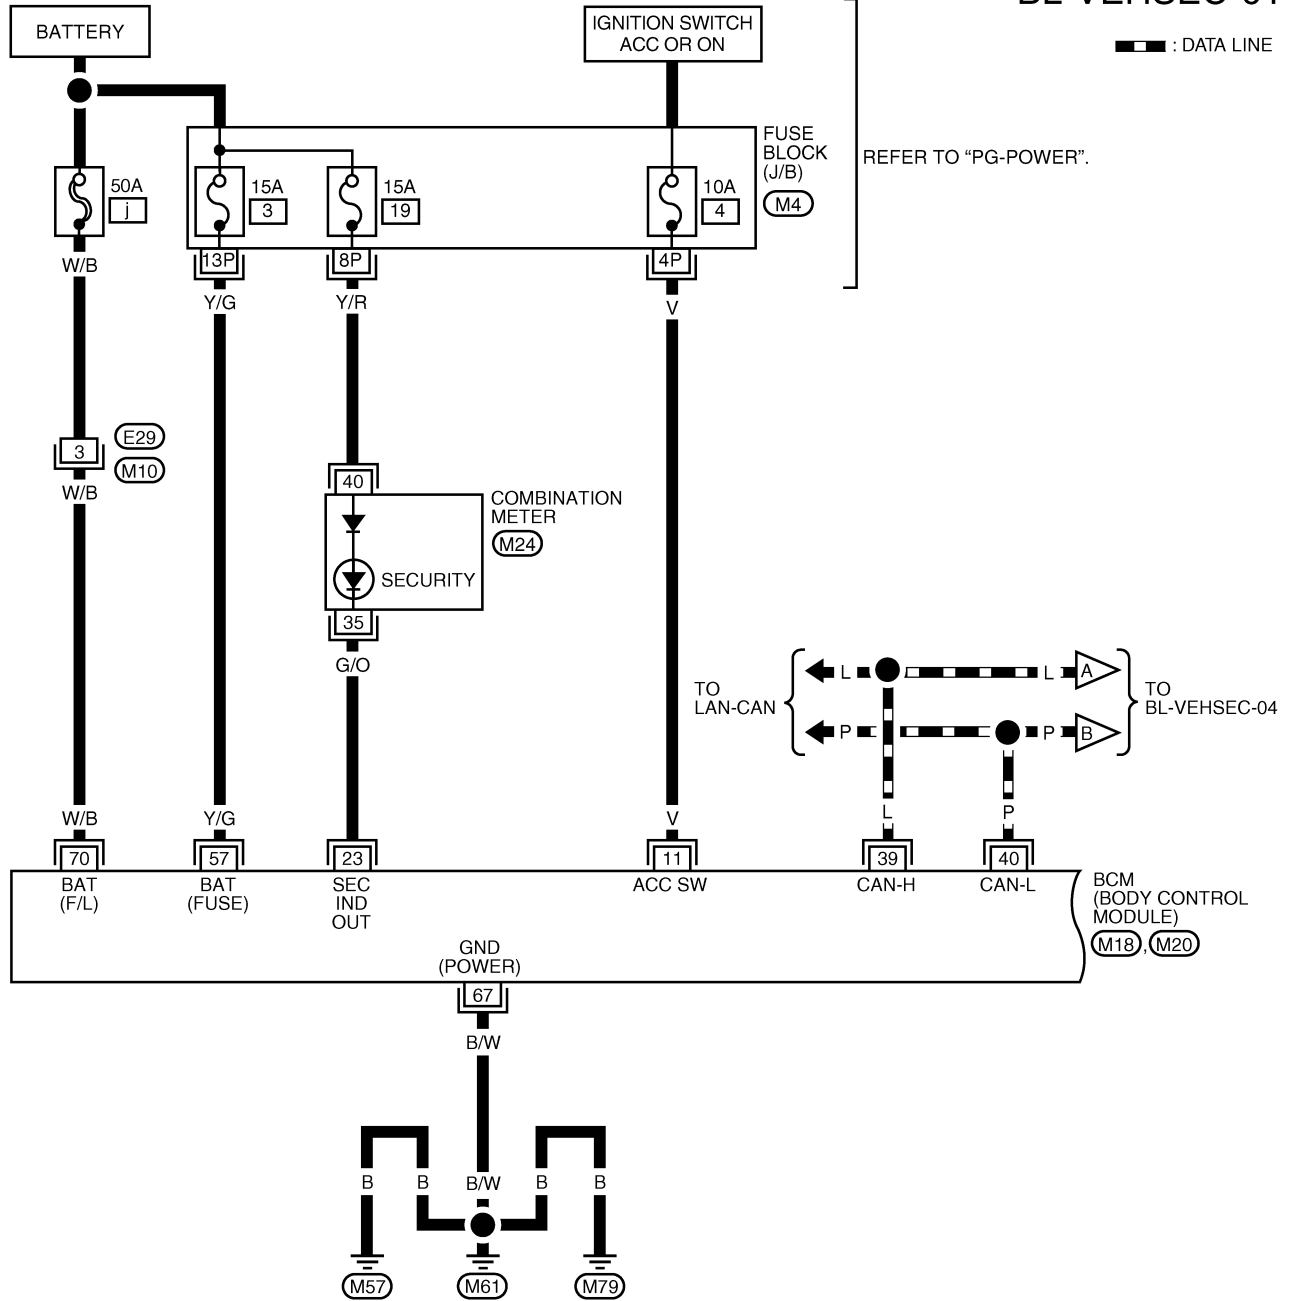 BATTERY
IGNITION SWITCH
ACC OR ON
: DATA LINE
FUSE
BLOCK
(J/B)
M4
REFER TO “PG-POWER”.
50A
j
15A
3
15A
19
10A
4
13P
8P
4P
W/B
Y/G
Y/R
V
3
E29
M10
W/B
40
COMBINATION
METER
M24
SECURITY
35
G/O
TO
LAN-CAN
L
L
A
P
P
B
TO
BL-VEHSEC-04
W/B
Y/G
V
L
P
70
57
23
11
39
40
BAT
(F/L)
BAT
(FUSE)
SEC
IND
OUT
ACC SW
CAN-H
CAN-L
BCM
(BODY CONTROL
MODULE)
M18 , M20
GND
(POWER)
67
B/W
B
B
B/W
B
B
M57
M61
M79